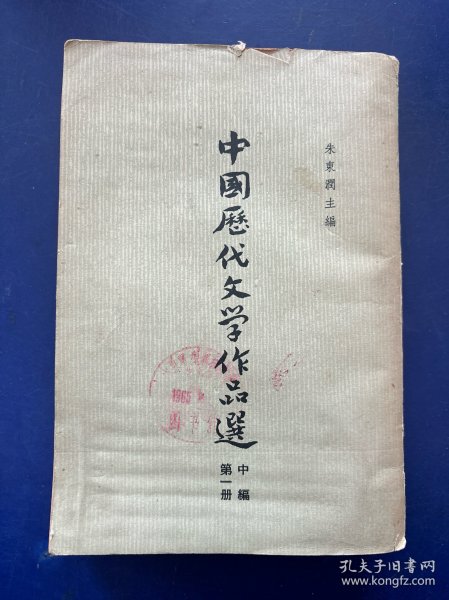 朱東潤主編
中國歷代文学作品選
中編
第一册
1965
孔夫子旧书网
www.kongfz.com